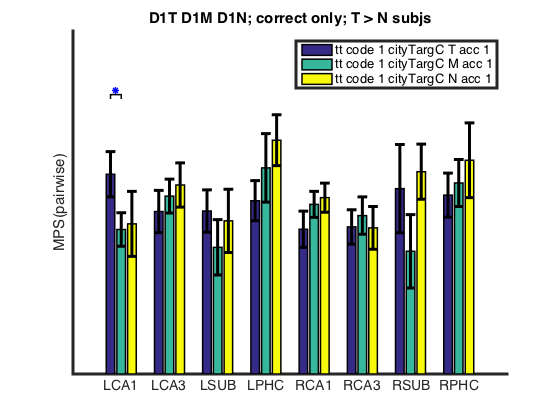 D1T D1M D1N; correct only; T > N subjs
tt code 1 cityTargC T acc 1
tt code 1 cityTargC M acc 1
tt code 1 cityTargC N acc 1
*
MPS(pairwise)
LCA1 LCA3 LSUB LPHC RCA1 RCA3 RSUB RPHC